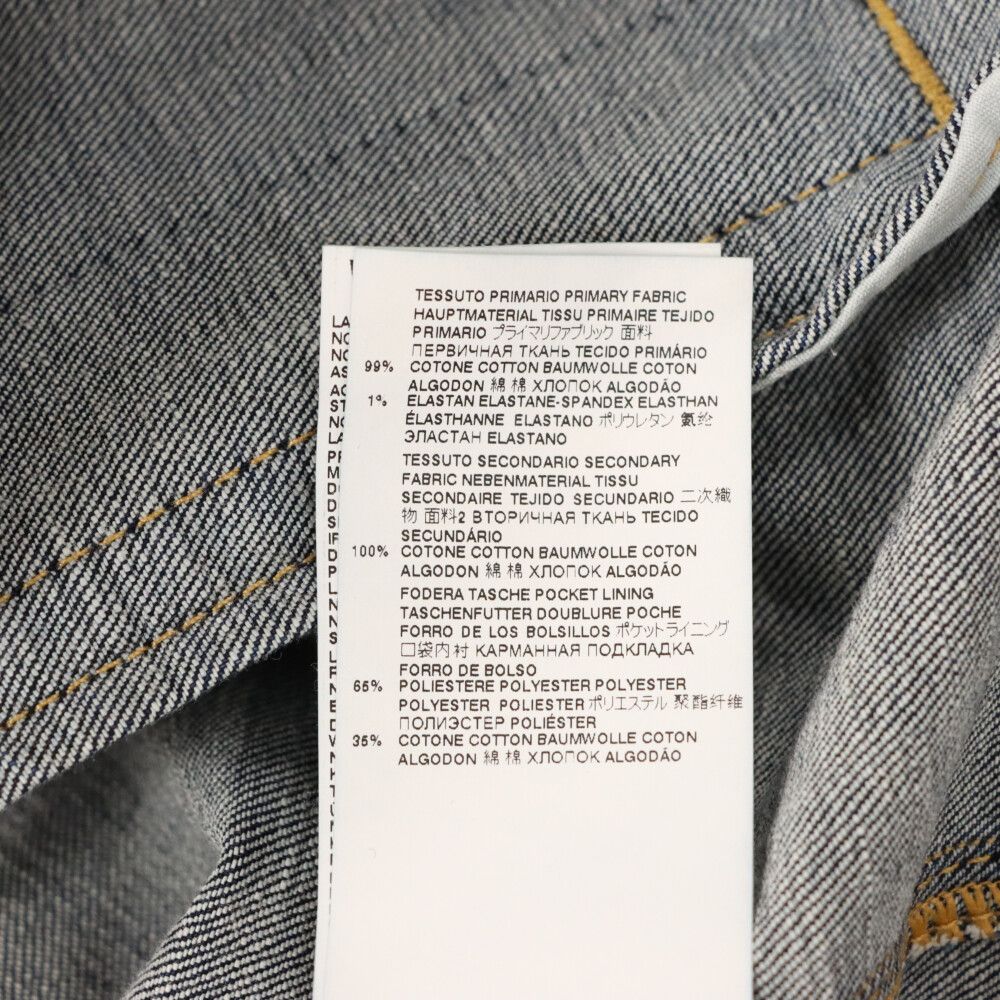 TESSUTO PRIMARIO PRIMARY FABRIC
HAUPTMATERIAL TISSU PRIMAIRE TEJIDO
PRIMARIO プライマリファブリック 面料
ПЕРВИЧНАЯ ТКАНЬ TECIDO PRIMÁRIO
99% COTONE COTTON BAUMWOLLE COTON
ALGODON 綿 棉 ХЛОПОК ALGODÃO
1% ELASTAN ELASTANE-SPANDEX ELASTHAN
ÉLASTHANNE ELASTANO ポリウレタン 氨纶
ЭЛАСТАН ELASTANO
TESSUTO SECONDARIO SECONDARY
FABRIC NEBENMATERIAL TISSU
SECONDAIRE TEJIDO SECUNDARIO 二次織
物 面料2 ВТОРИЧНАЯ ТКАНЬ TECIDO
SECUNDÁRIO
100% COTONE COTTON BAUMWOLLE COTON
ALGODON 綿 棉 ХЛОПОК ALGODÃO
FODERA TASCHE POCKET LINING
TASCHENFUTTER DOUBLURE POCHE
FORRO DE LOS BOLSILLOS ポケットライニング
口袋内衬 КАРМАННАЯ ПОДКЛАДКА
FORRO DE BOLSO
65% POLIESTERE POLYESTER POLYESTER
POLYESTER POLIESTER ポリエステル 聚酯纤维
ПОЛИЭСТЕР POLIÉSTER
35% COTONE COTTON BAUMWOLLE COTON
ALGODON 綿 棉 ХЛОПОК ALGODÃO